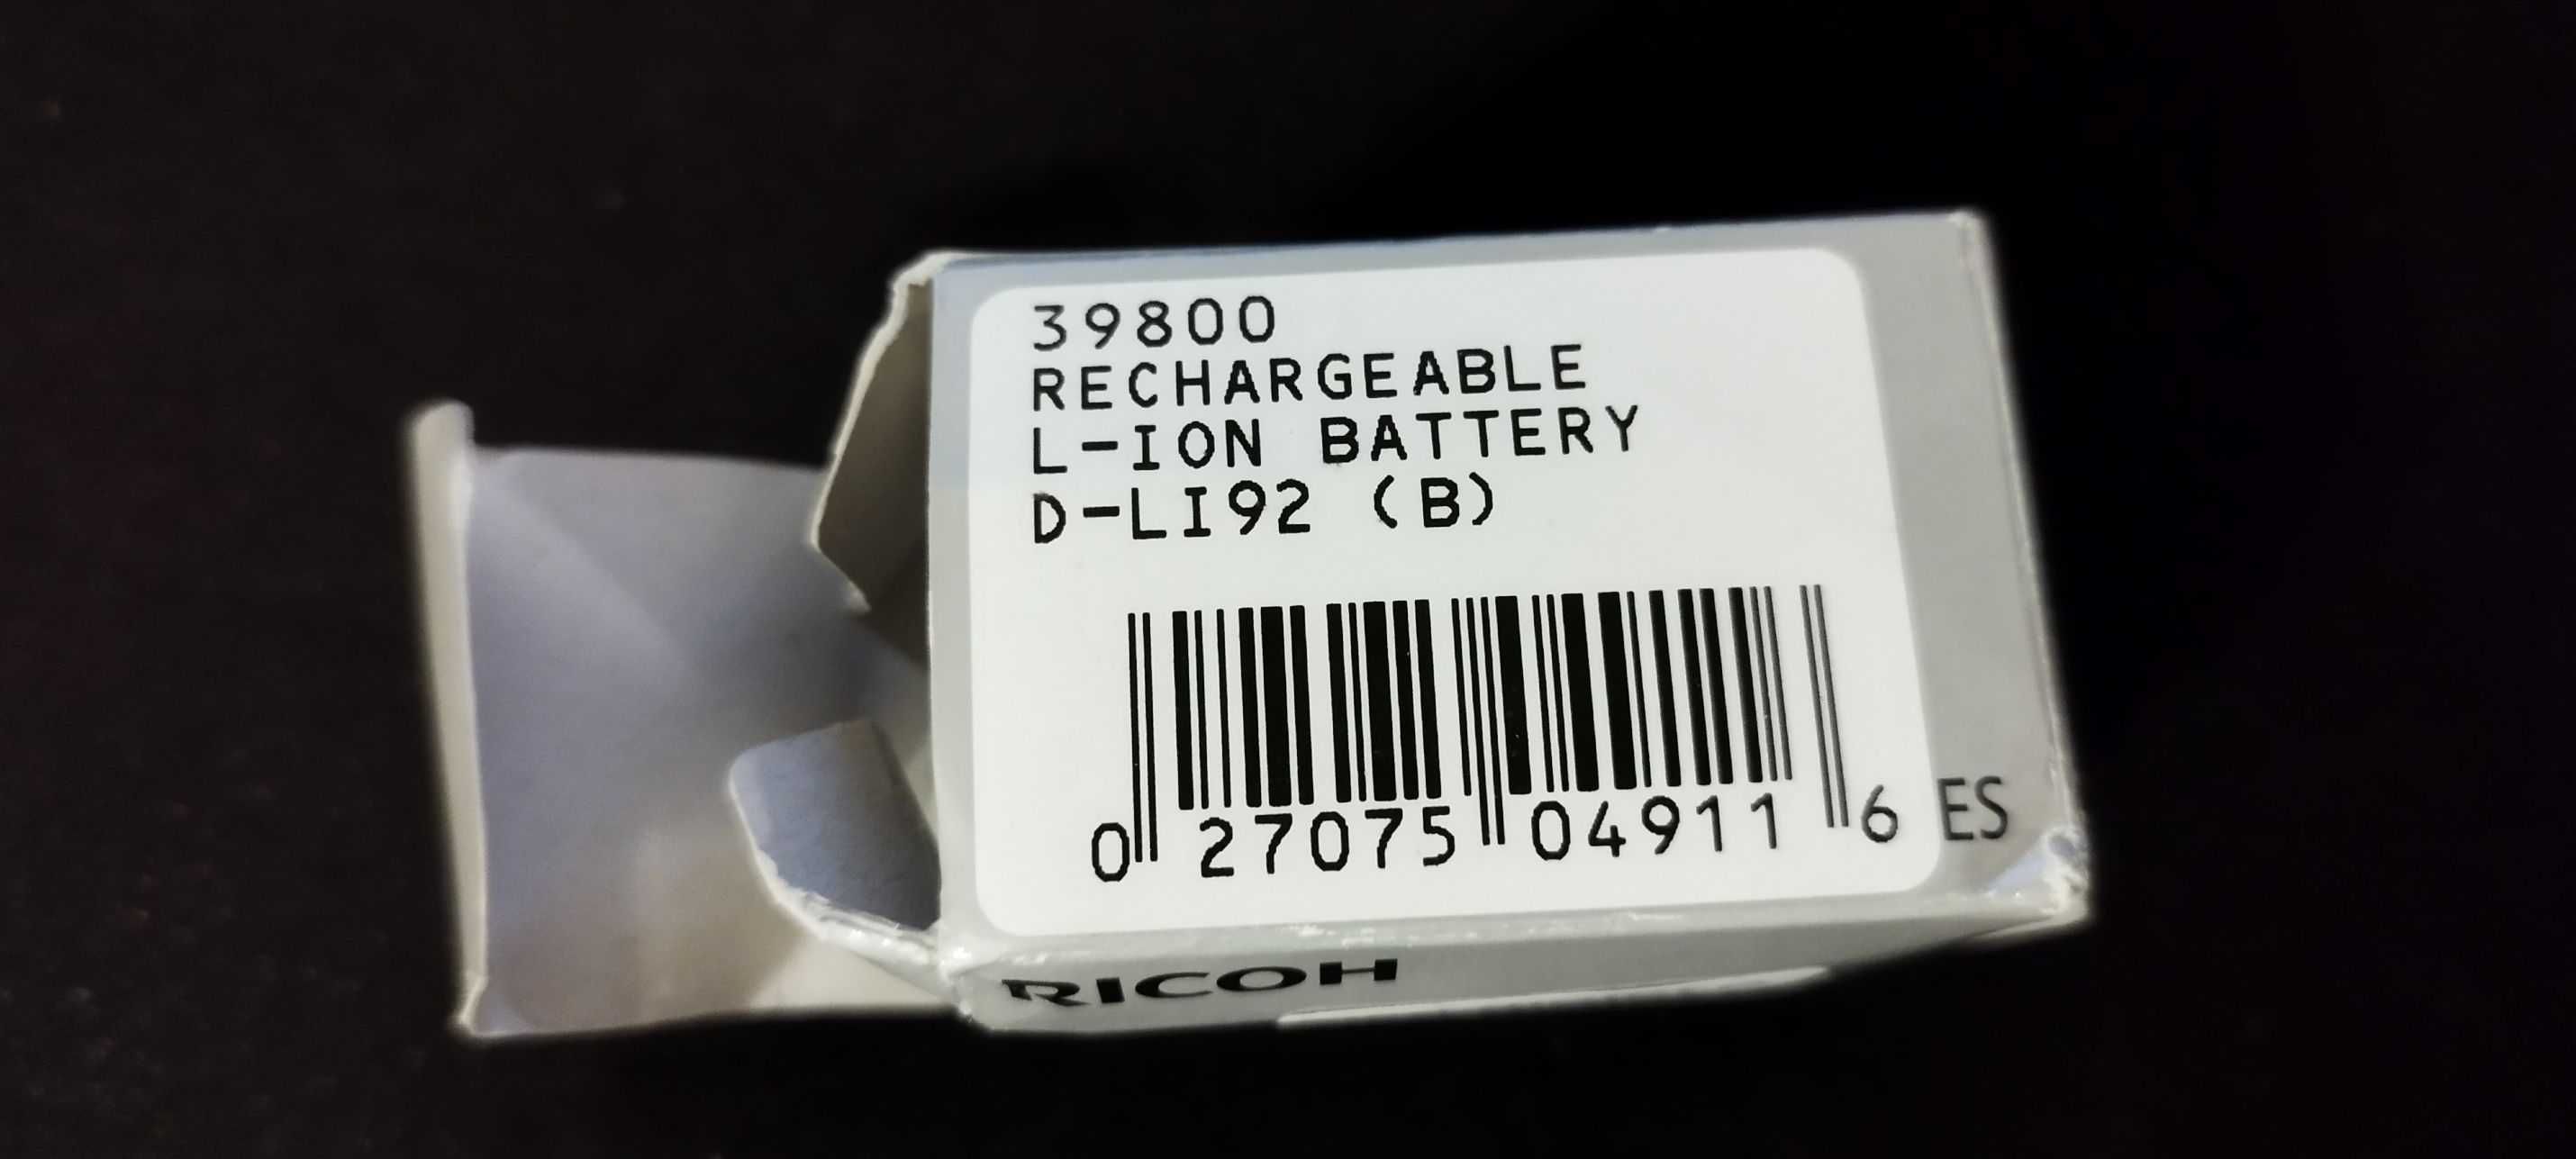 39800
RECHARGEABLE
L-ION BATTERY
D-LI92 (B)
0 27075 04911 6
ES
RICOH